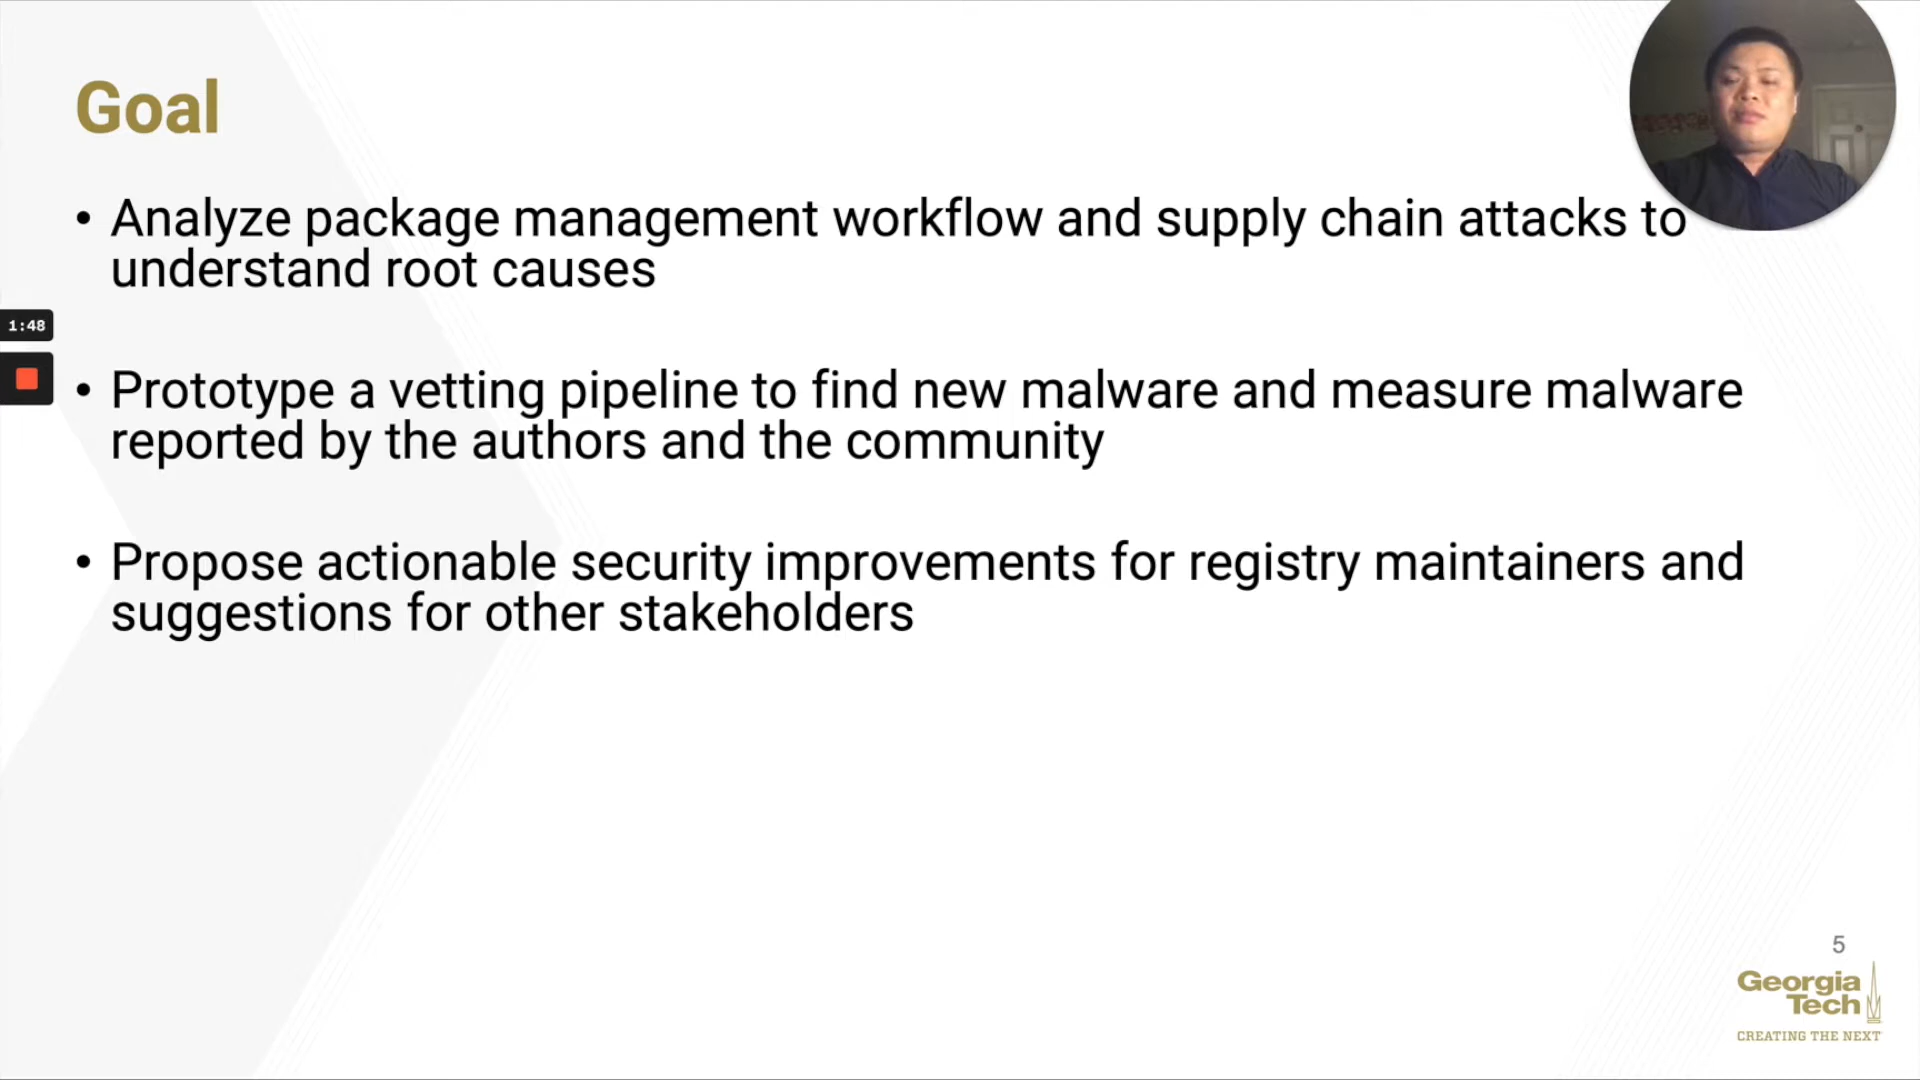 Goal
• Analyze package management workflow and supply chain attacks to
understand root causes
1:48
• Prototype a vetting pipeline to find new malware and measure malware
reported by the authors and the community
• Propose actionable security improvements for registry maintainers and
suggestions for other stakeholders
5
Georgia
Tech
CREATING THE NEXT